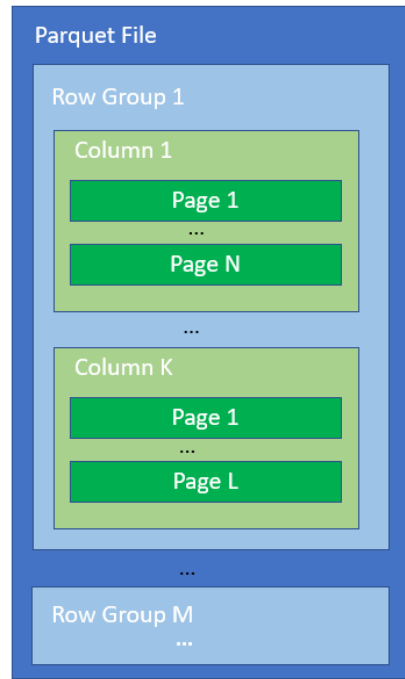 Parquet File
Row Group 1
Column 1
Page 1
...
Page N
...
Column K
Page 1
...
Page L
...
Row Group M
...